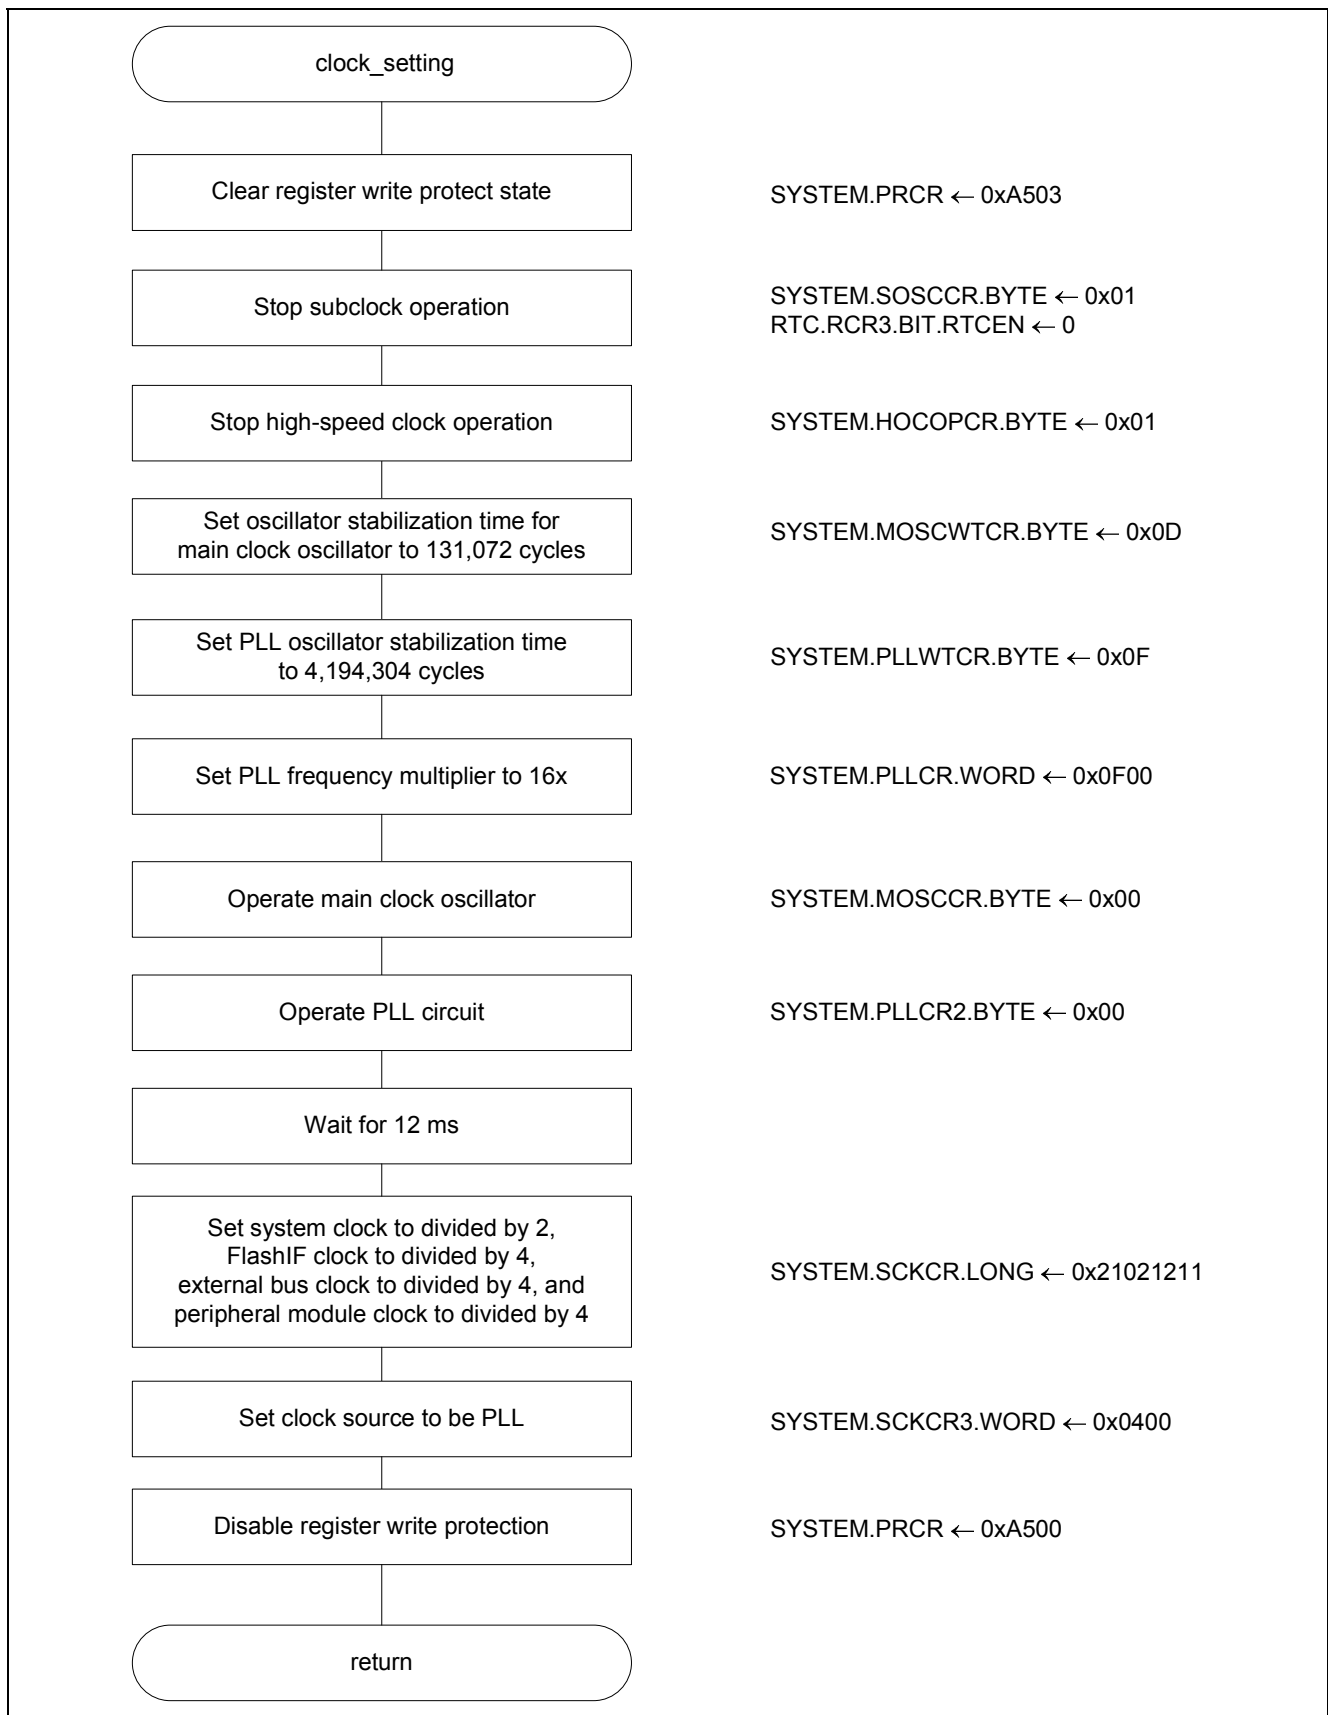 clock_setting
Clear register write protect state
SYSTEM.PRCR ← 0xA503
Stop subclock operation
SYSTEM.SOSCCR.BYTE ← 0x01
RTC.RCR3.BIT.RTCEN ← 0
Stop high-speed clock operation
SYSTEM.HOCOPCR.BYTE ← 0x01
Set oscillator stabilization time for
main clock oscillator to 131,072 cycles
SYSTEM.MOSCWTCR.BYTE ← 0x0D
Set PLL oscillator stabilization time
to 4,194,304 cycles
SYSTEM.PLLWTCR.BYTE ← 0x0F
Set PLL frequency multiplier to 16x
SYSTEM.PLLCR.WORD ← 0x0F00
Operate main clock oscillator
SYSTEM.MOSCCR.BYTE ← 0x00
Operate PLL circuit
SYSTEM.PLLCR2.BYTE ← 0x00
Wait for 12 ms
Set system clock to divided by 2,
FlashIF clock to divided by 4,
external bus clock to divided by 4, and
peripheral module clock to divided by 4
SYSTEM.SCKCR.LONG ← 0x21021211
Set clock source to be PLL
SYSTEM.SCKCR3.WORD ← 0x0400
Disable register write protection
SYSTEM.PRCR ← 0xA500
return